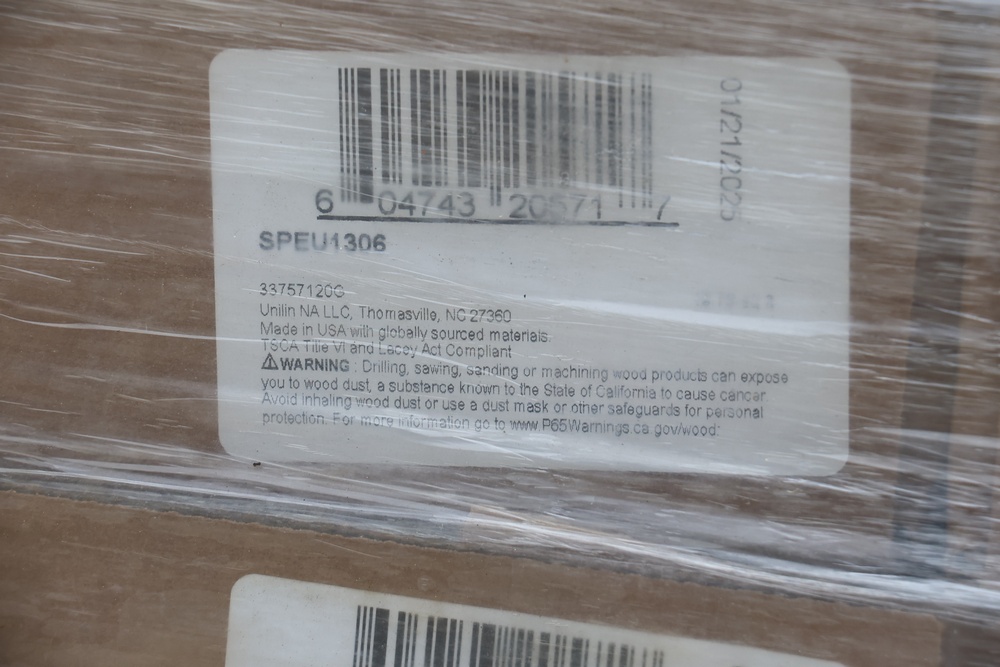 6 04743 20571 7
01/21/2025
SPEU1306
33757120G
Unilin NA LLC, Thomasville, NC 27360
Made in USA with globally sourced materials.
TSCA Title VI and Lacey Act Compliant
⚠WARNING : Drilling, sawing, sanding or machining wood products can expose
you to wood dust, a substance known to the State of California to cause cancer.
Avoid inhaling wood dust or use a dust mask or other safeguards for personal
protection. For more information go to www.P65Warnings.ca.gov/wood.